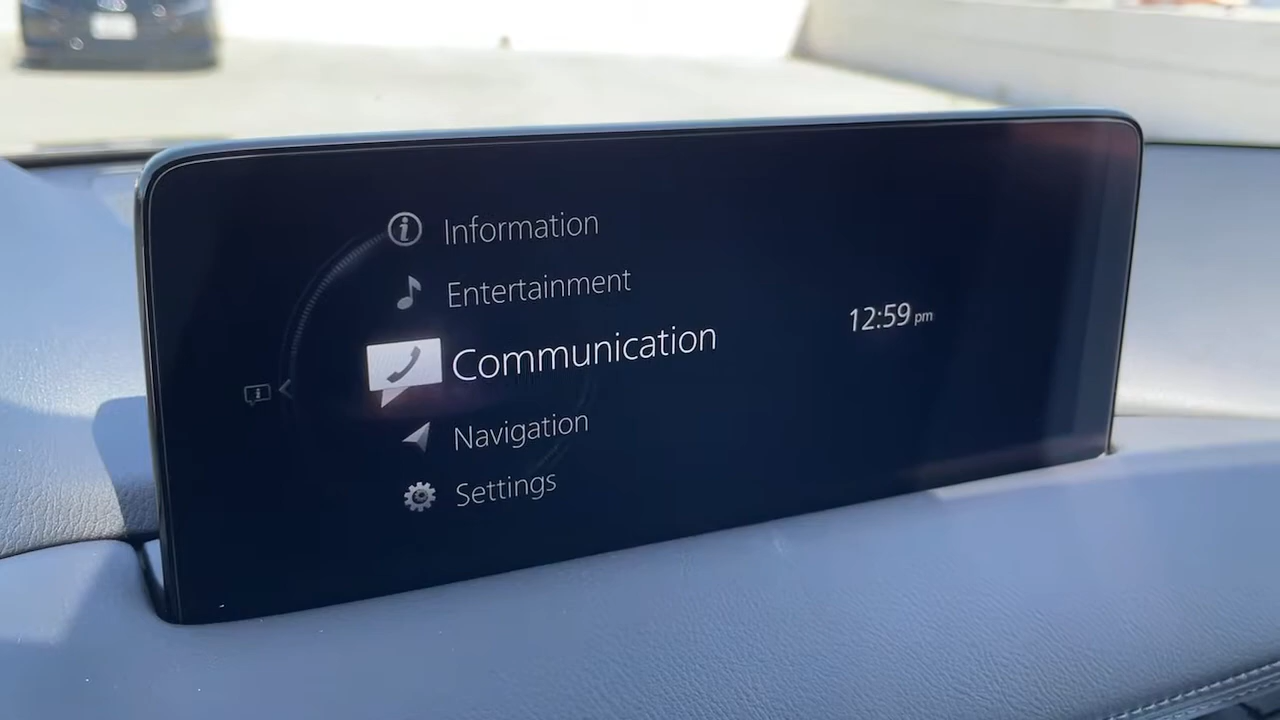 Information
Entertainment
Communication
12:59 pm
Navigation
Settings